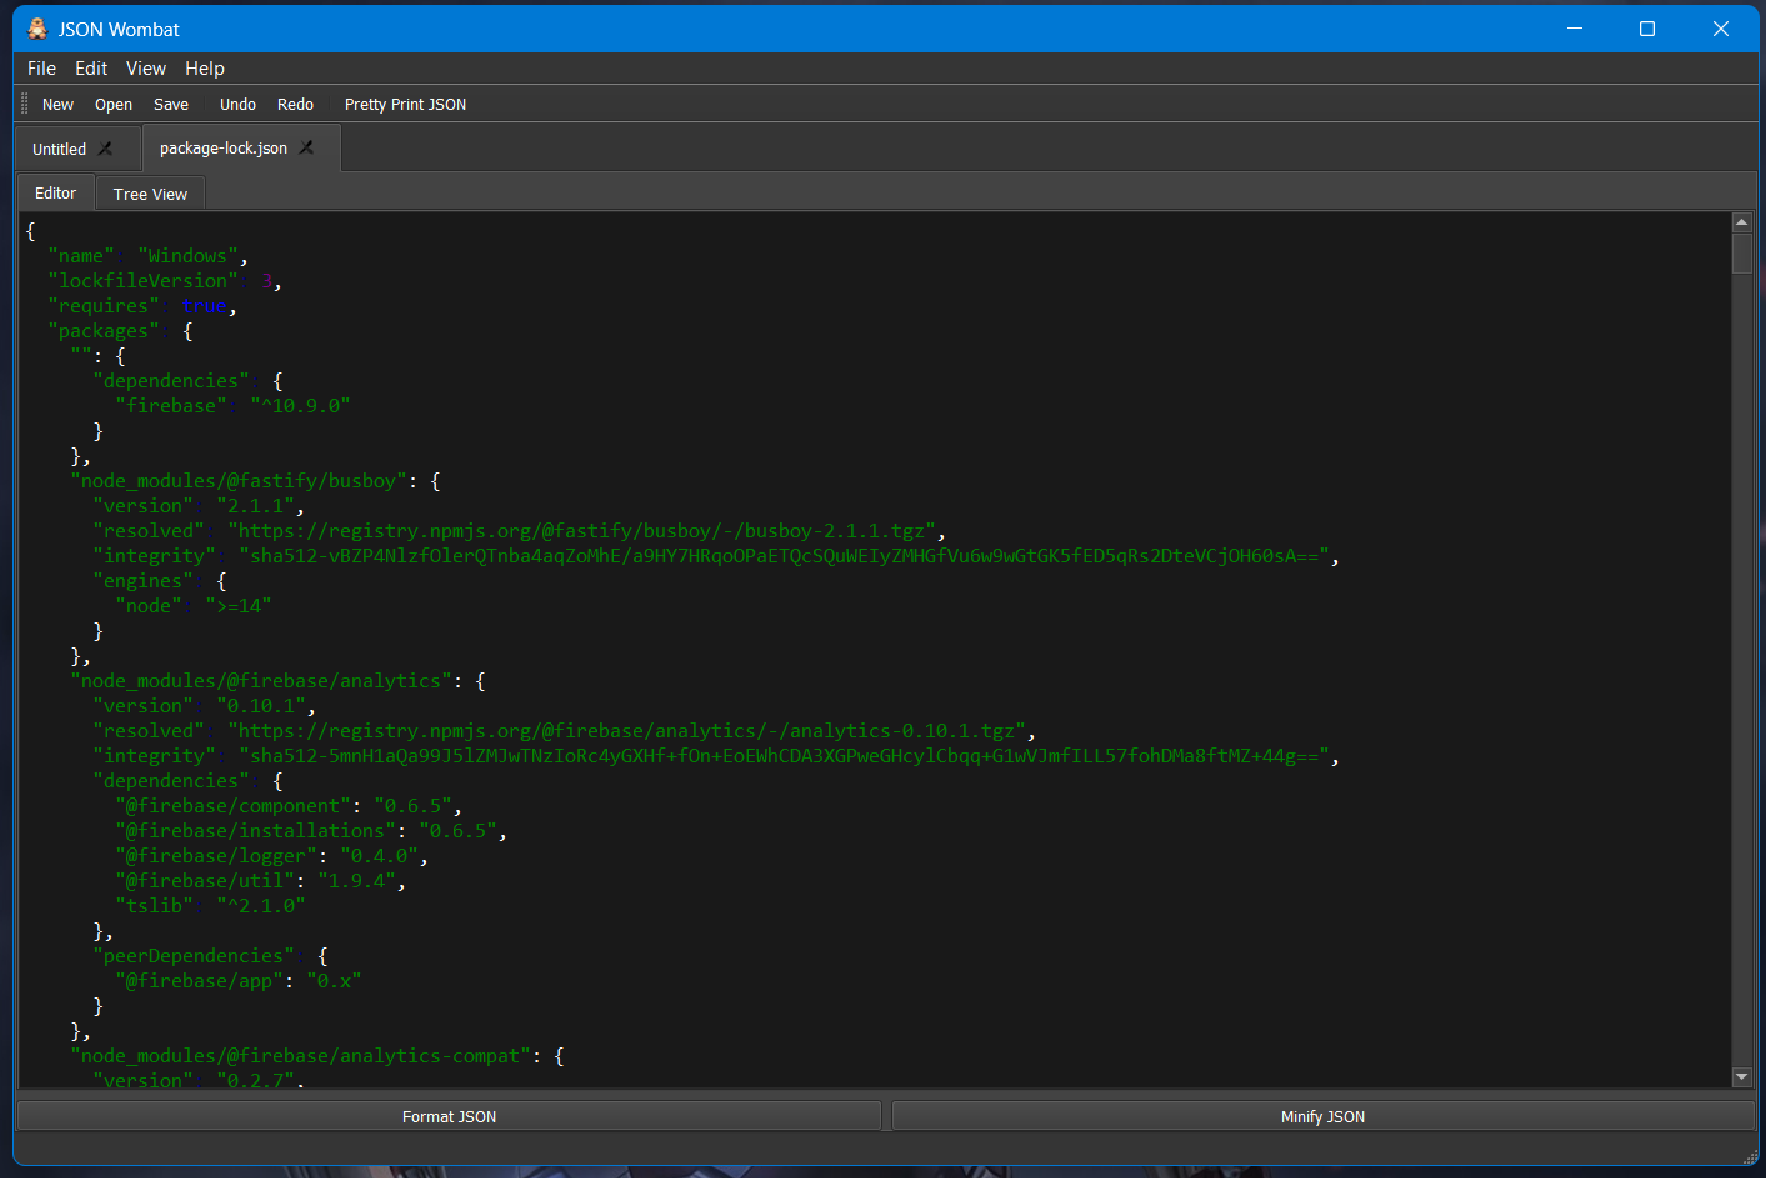 JSON Wombat
File Edit View Help
New Open Save Undo Redo Pretty Print JSON
Untitled package-lock.json
Editor Tree View
{
  "name": "Windows",
  "lockfileVersion": 3,
  "requires": true,
  "packages": {
    "": {
      "dependencies": {
        "firebase": "^10.9.0"
      }
    },
    "node_modules/@fastify/busboy": {
      "version": "2.1.1",
      "resolved": "https://registry.npmjs.org/@fastify/busboy/-/busboy-2.1.1.tgz",
      "integrity": "sha512-vBZP4NlzfOlerQTnba4aqZoMhE/a9HY7HRqoOPaETQcSQuWEIyZMHGfVu6w9wGtGK5fED5qRs2DteVCjOH60sA==",
      "engines": {
        "node": ">=14"
      }
    },
    "node_modules/@firebase/analytics": {
      "version": "0.10.1",
      "resolved": "https://registry.npmjs.org/@firebase/analytics/-/analytics-0.10.1.tgz",
      "integrity": "sha512-5mnH1aQa99J5lZMJwTNzIoRc4yGXHf+fOn+EoEWhCDA3XGPweGHcylCbqq+G1wVJmfILL57fohDMa8ftMZ+44g==",
      "dependencies": {
        "@firebase/component": "0.6.5",
        "@firebase/installations": "0.6.5",
        "@firebase/logger": "0.4.0",
        "@firebase/util": "1.9.4",
        "tslib": "^2.1.0"
      },
      "peerDependencies": {
        "@firebase/app": "0.x"
      }
    },
    "node_modules/@firebase/analytics-compat": {
      "version": "0.2.7",
Format JSON Minify JSON